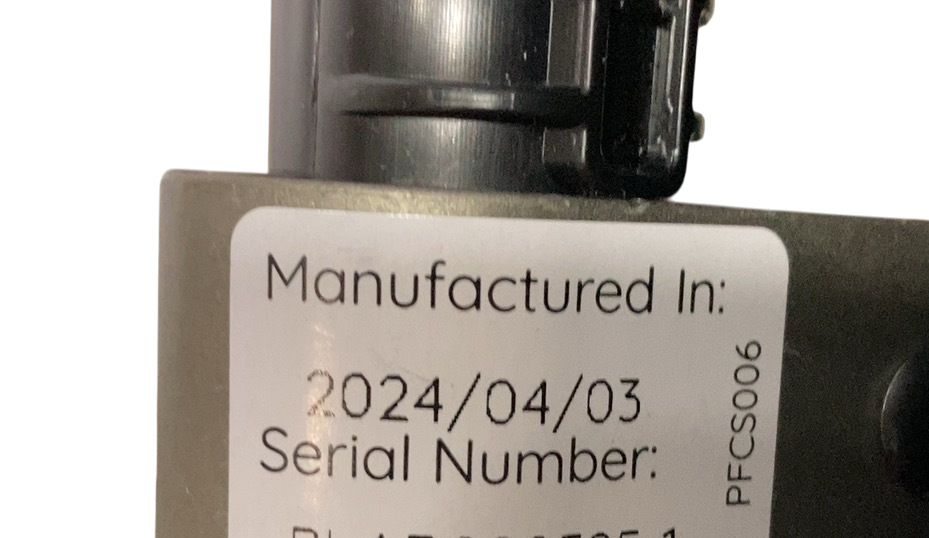 Manufactured In:
2024/04/03
Serial Number:
PFCS006